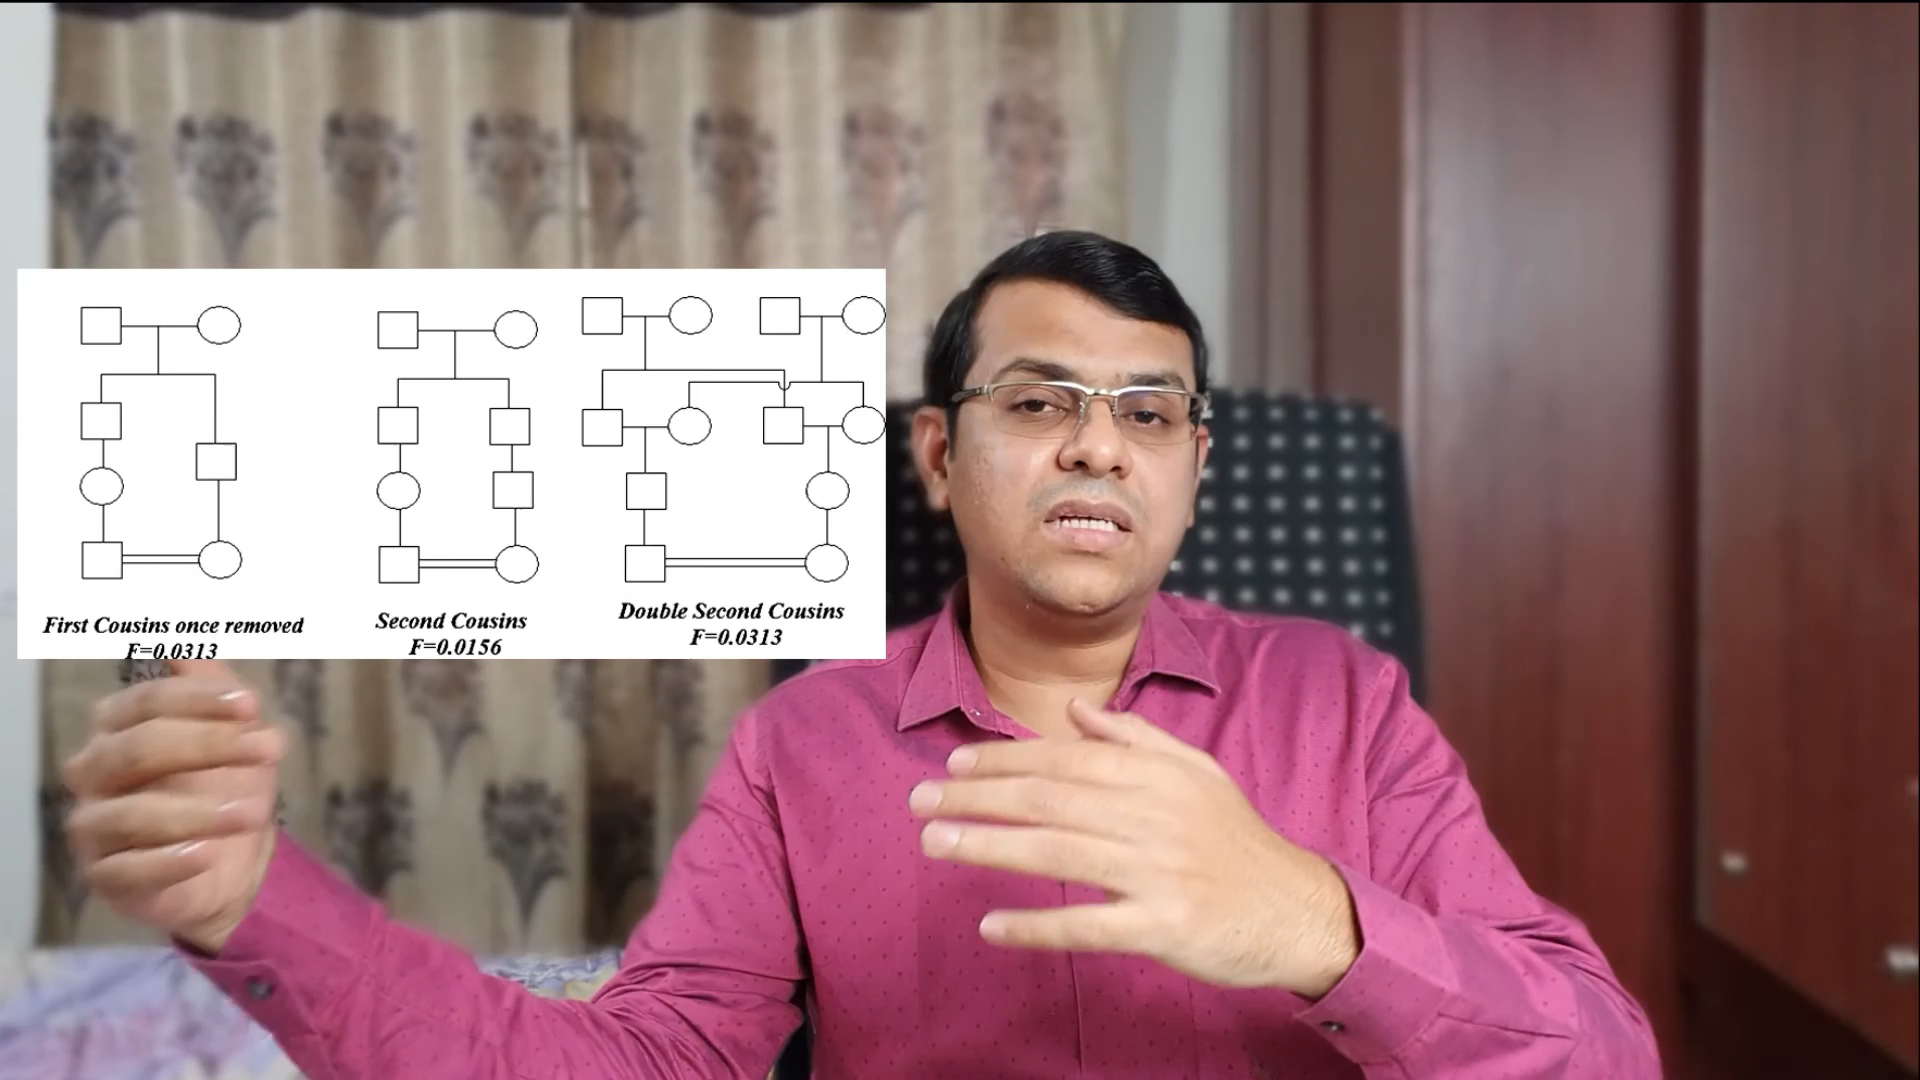 First Cousins once removed
F=0.0313
Second Cousins
F=0.0156
Double Second Cousins
F=0.0313